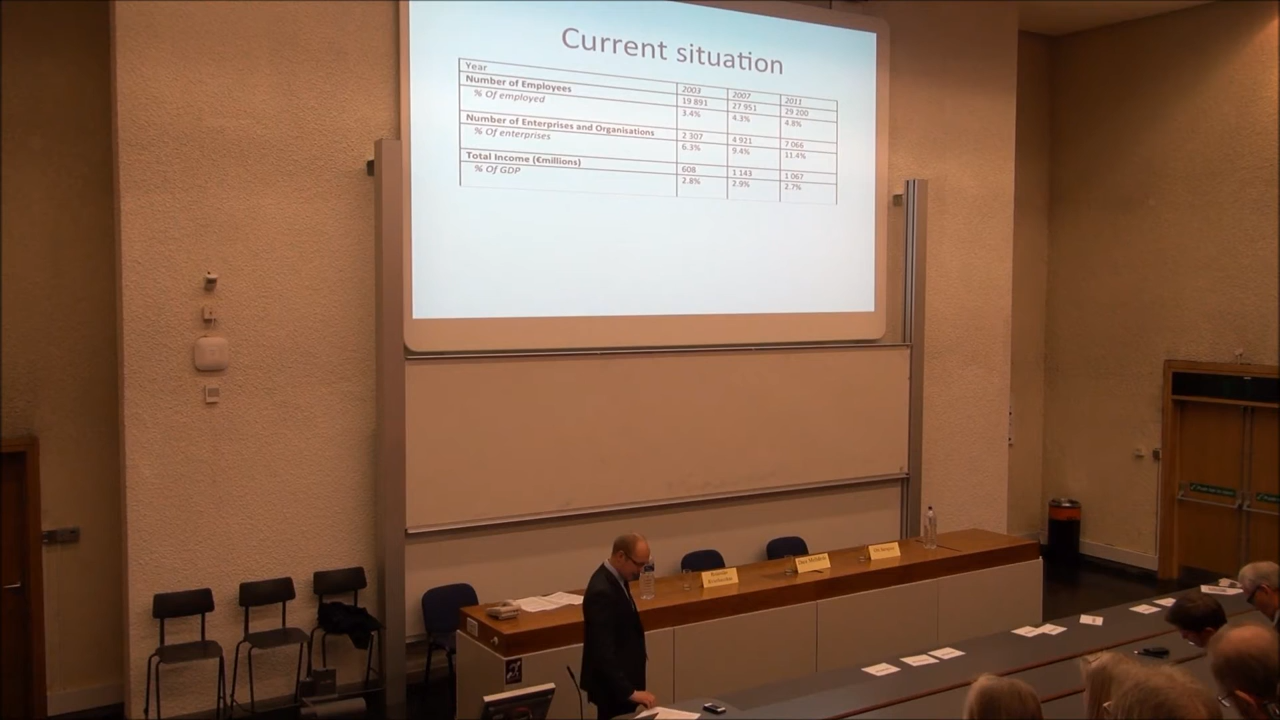 Current situation
Year 2003 2007 2011
Number of Employees 19 891 27 951 29 200
% Of employed 3.4% 4.3% 4.8%
Number of Enterprises and Organisations 2 307 4 921 7 066
% Of enterprises 6.3% 9.4% 11.4%
Total Income (€millions) 608 1 143 1 067
% Of GDP 2.8% 2.9% 2.7%